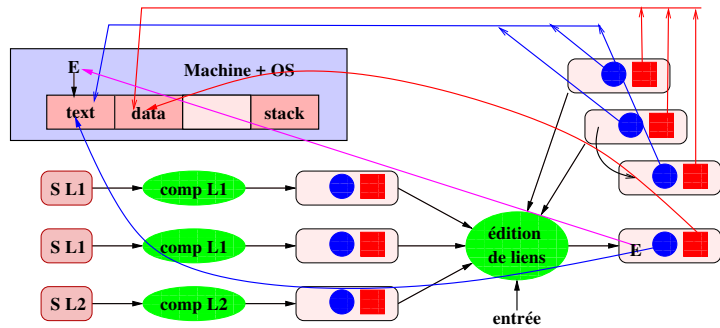 Machine + OS
E
text data stack
S L1 comp L1
S L1 comp L1
édition
de liens
E
S L2 comp L2
entrée